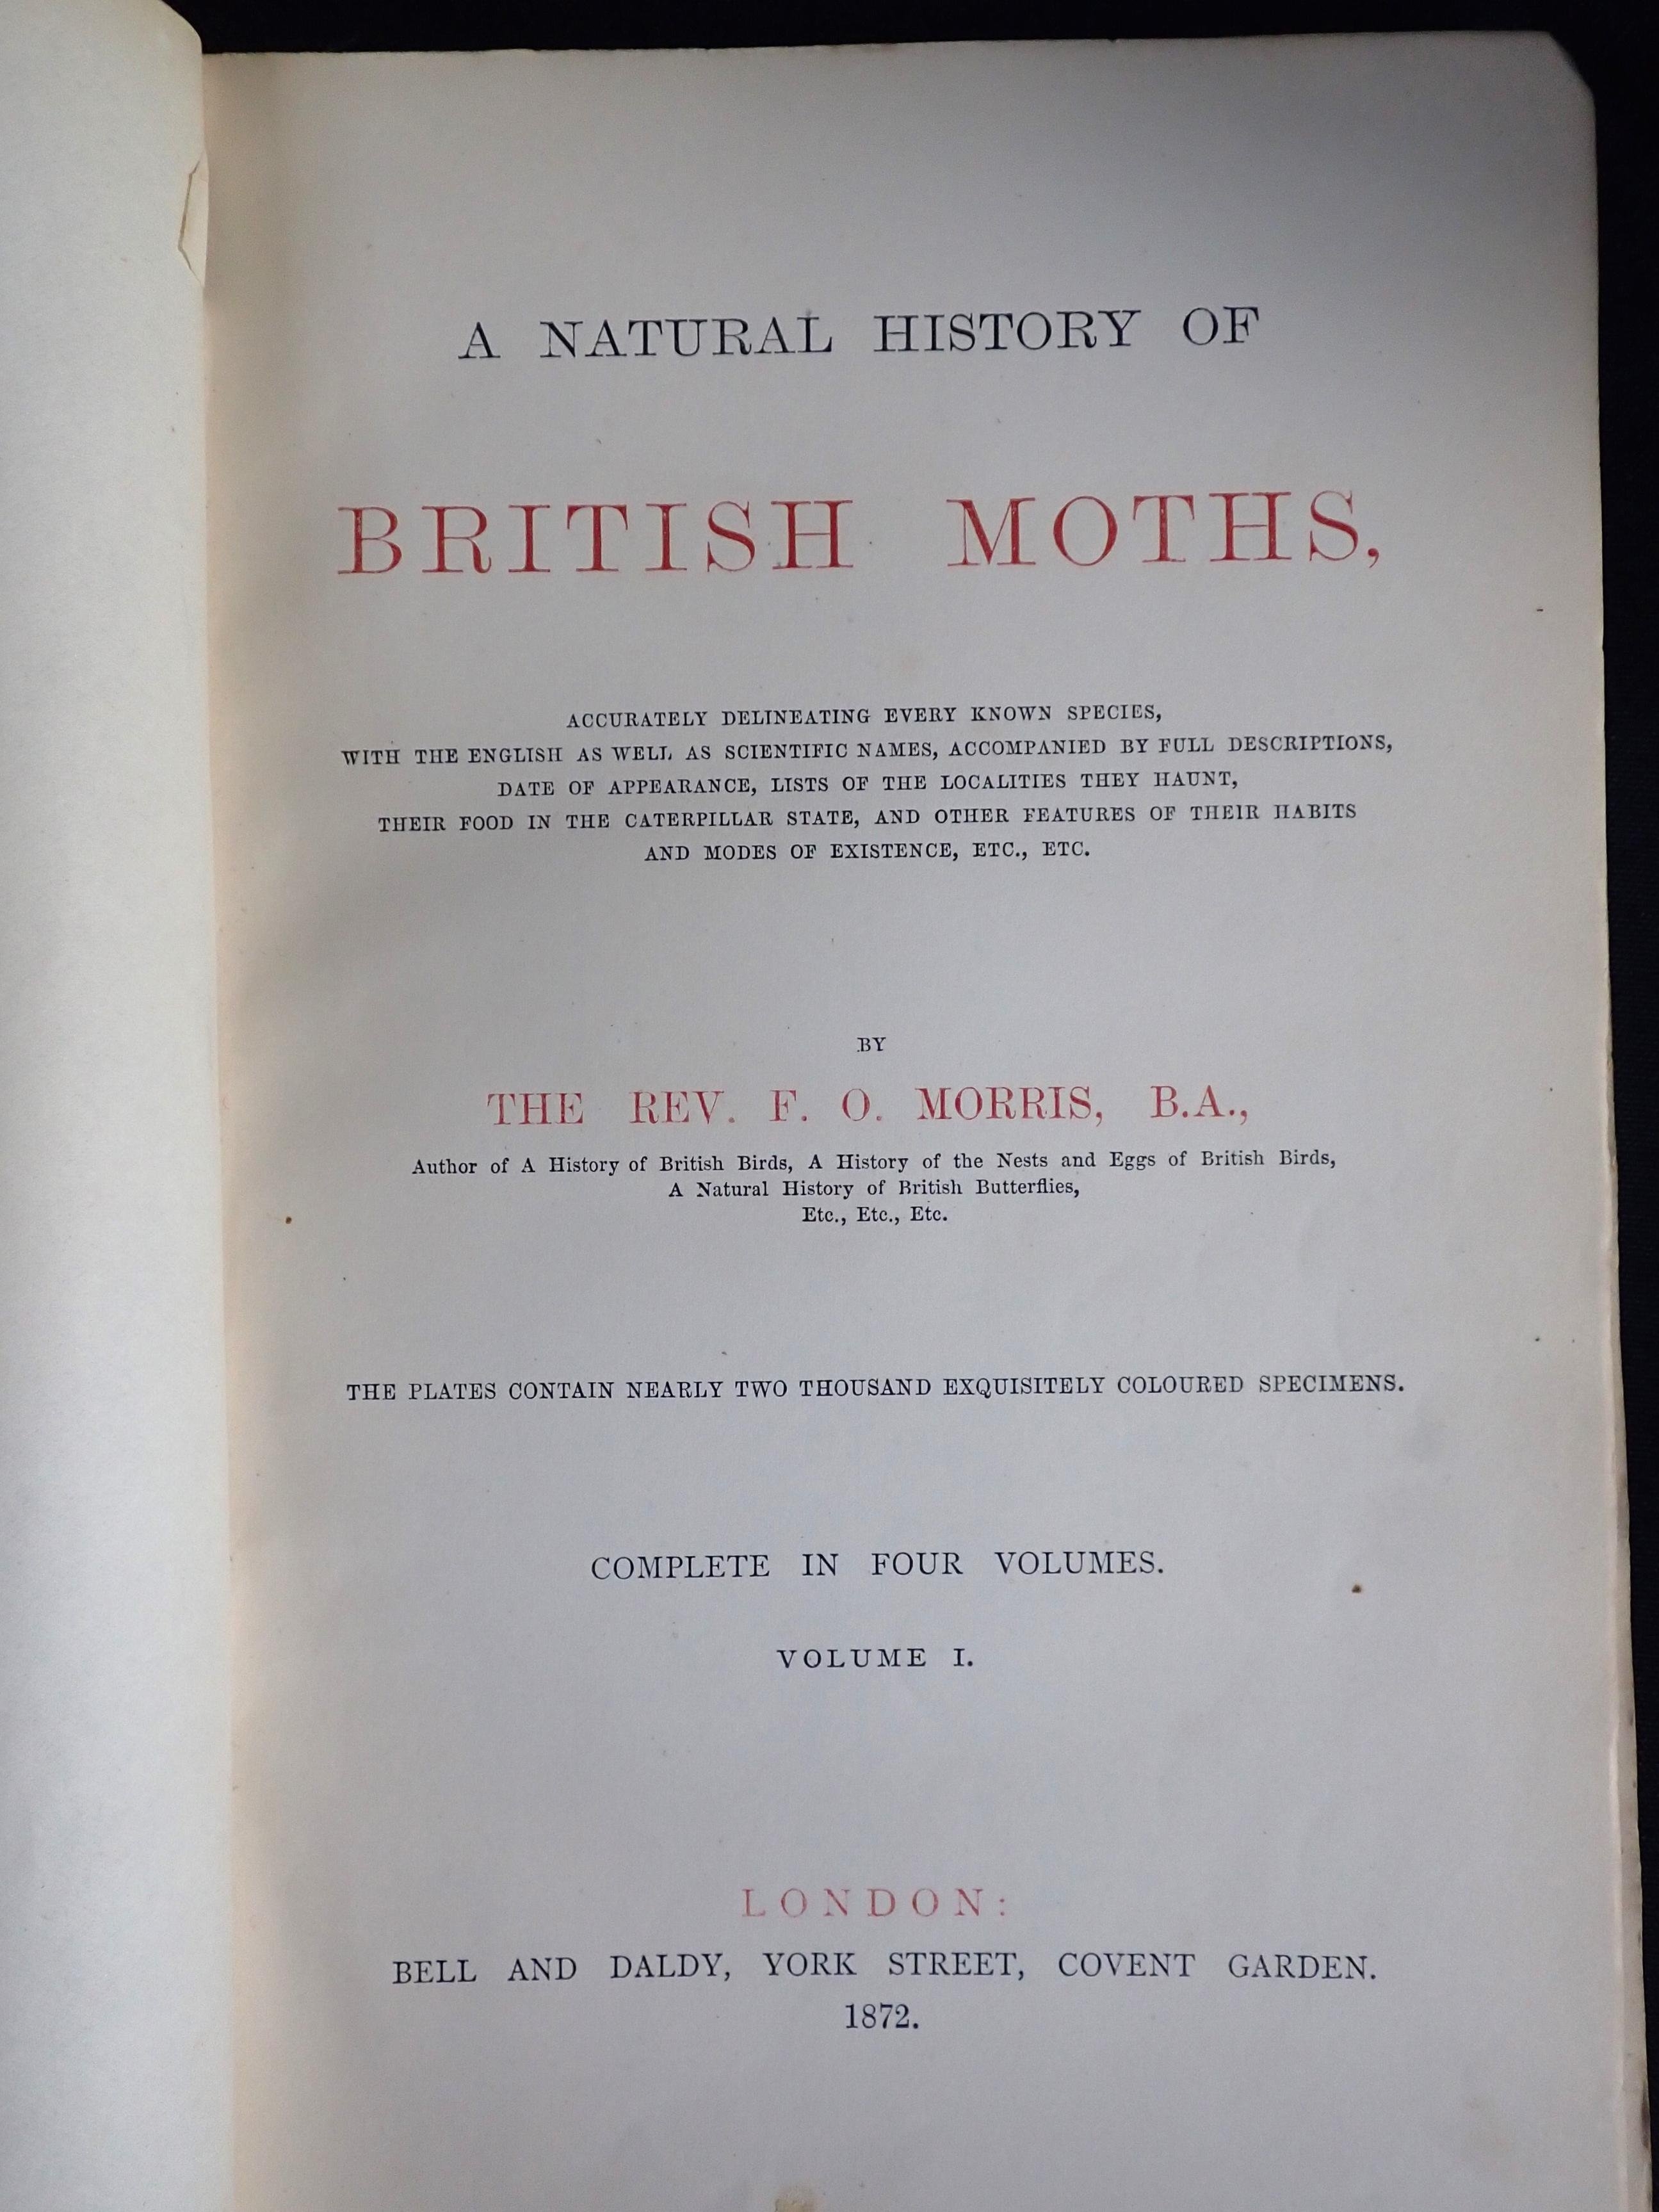 A NATURAL HISTORY OF
BRITISH MOTHS,
ACCURATELY DELINEATING EVERY KNOWN SPECIES,
WITH THE ENGLISH AS WELL AS SCIENTIFIC NAMES, ACCOMPANIED BY FULL DESCRIPTIONS,
DATE OF APPEARANCE, LISTS OF THE LOCALITIES THEY HAUNT,
THEIR FOOD IN THE CATERPILLAR STATE, AND OTHER FEATURES OF THEIR HABITS
AND MODES OF EXISTENCE, ETC., ETC.
BY
THE REV. F. O. MORRIS, B.A.,
Author of A History of British Birds, A History of the Nests and Eggs of British Birds,
A Natural History of British Butterflies,
Etc., Etc., Etc.
THE PLATES CONTAIN NEARLY TWO THOUSAND EXQUISITELY COLOURED SPECIMENS.
COMPLETE IN FOUR VOLUMES.
VOLUME I.
LONDON:
BELL AND DALDY, YORK STREET, COVENT GARDEN.
1872.